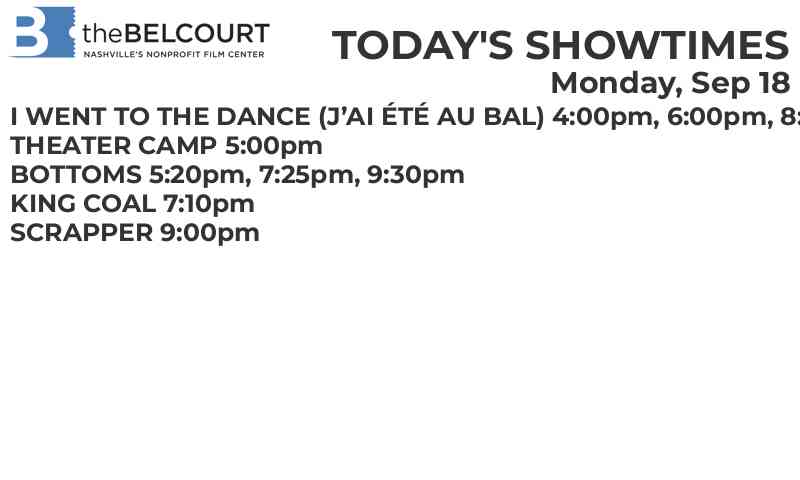 B theBELCOURT
NASHVILLE'S NONPROFIT FILM CENTER
TODAY'S SHOWTIMES
Monday, Sep 18
I WENT TO THE DANCE (J’AI ÉTÉ AU BAL) 4:00pm, 6:00pm, 8:
THEATER CAMP 5:00pm
BOTTOMS 5:20pm, 7:25pm, 9:30pm
KING COAL 7:10pm
SCRAPPER 9:00pm